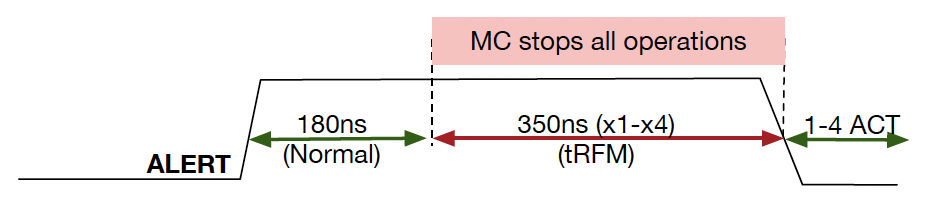 MC stops all operations
180ns
(Normal)
350ns (x1-x4)
(tRFM)
1-4 ACT
ALERT